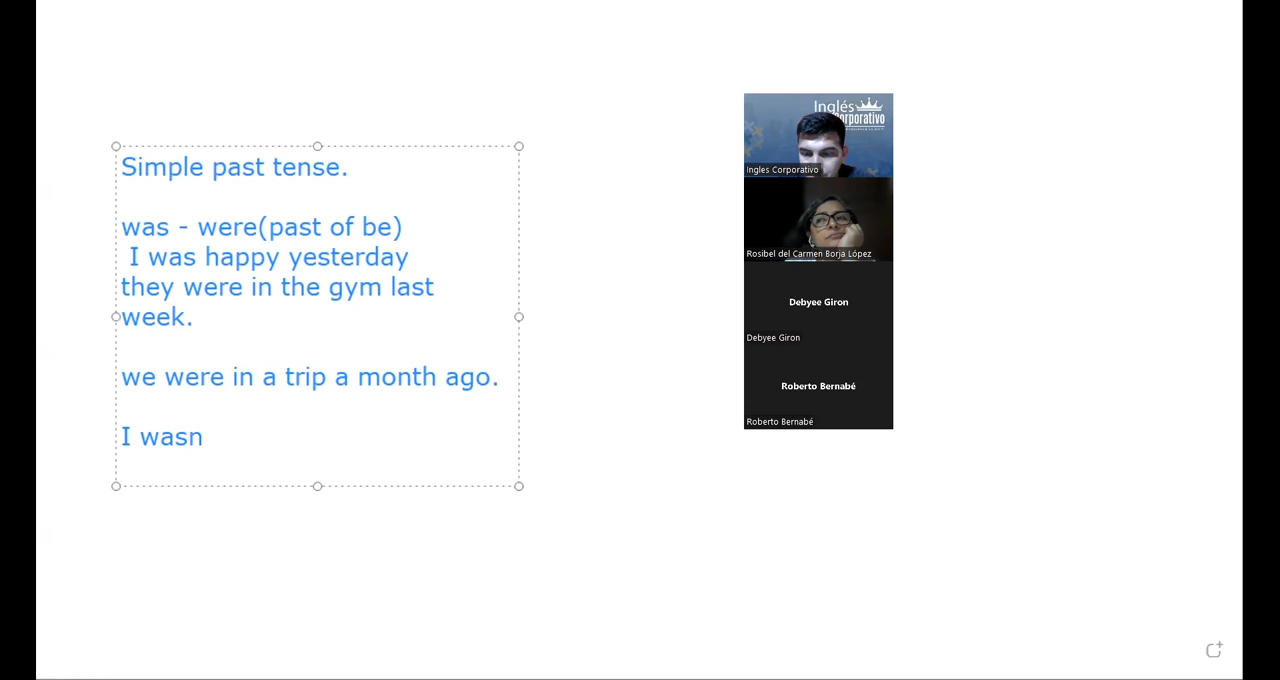 Simple past tense.
was - were(past of be)
I was happy yesterday
they were in the gym last
week.
we were in a trip a month ago.
I wasn
Inglés
Corporativo
Ingles Corporativo
Rosibel del Carmen Borja López
Debyee Giron
Debyee Giron
Roberto Bernabé
Roberto Bernabé